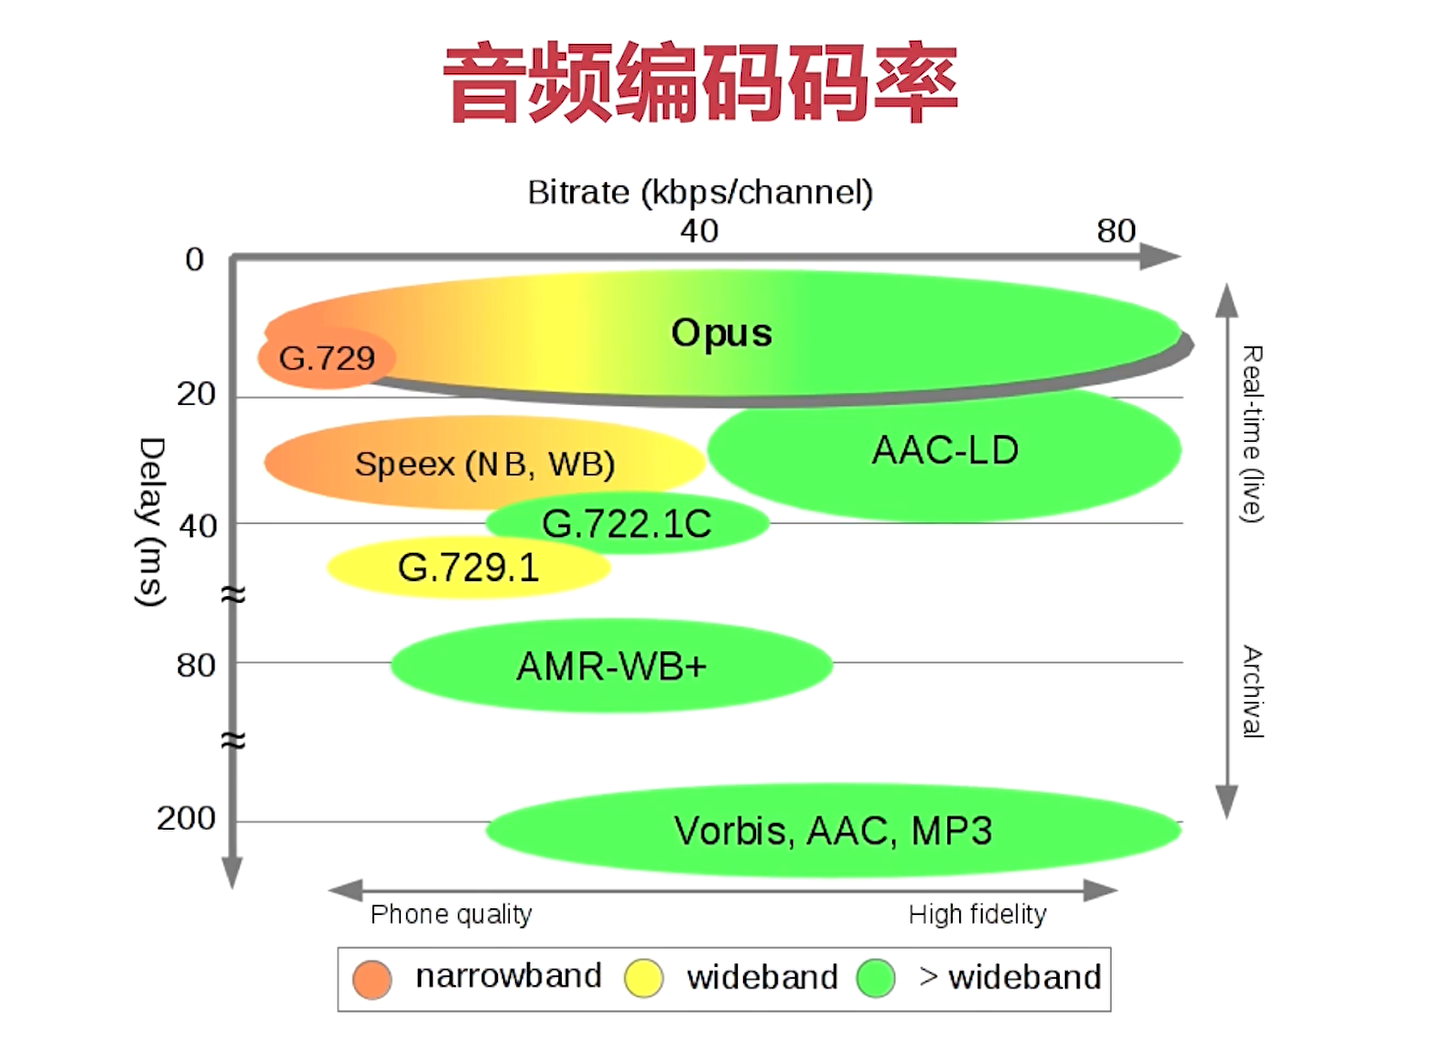 音频编码码率
Bitrate (kbps/channel)
40 80
0
Opus
G.729
20
Speex (NB, WB)
AAC-LD
40
G.722.1C
G.729.1
≈
80
AMR-WB+
≈
200
Vorbis, AAC, MP3
Delay (ms)
Real-time (live)
Archival
Phone quality High fidelity
narrowband wideband > wideband